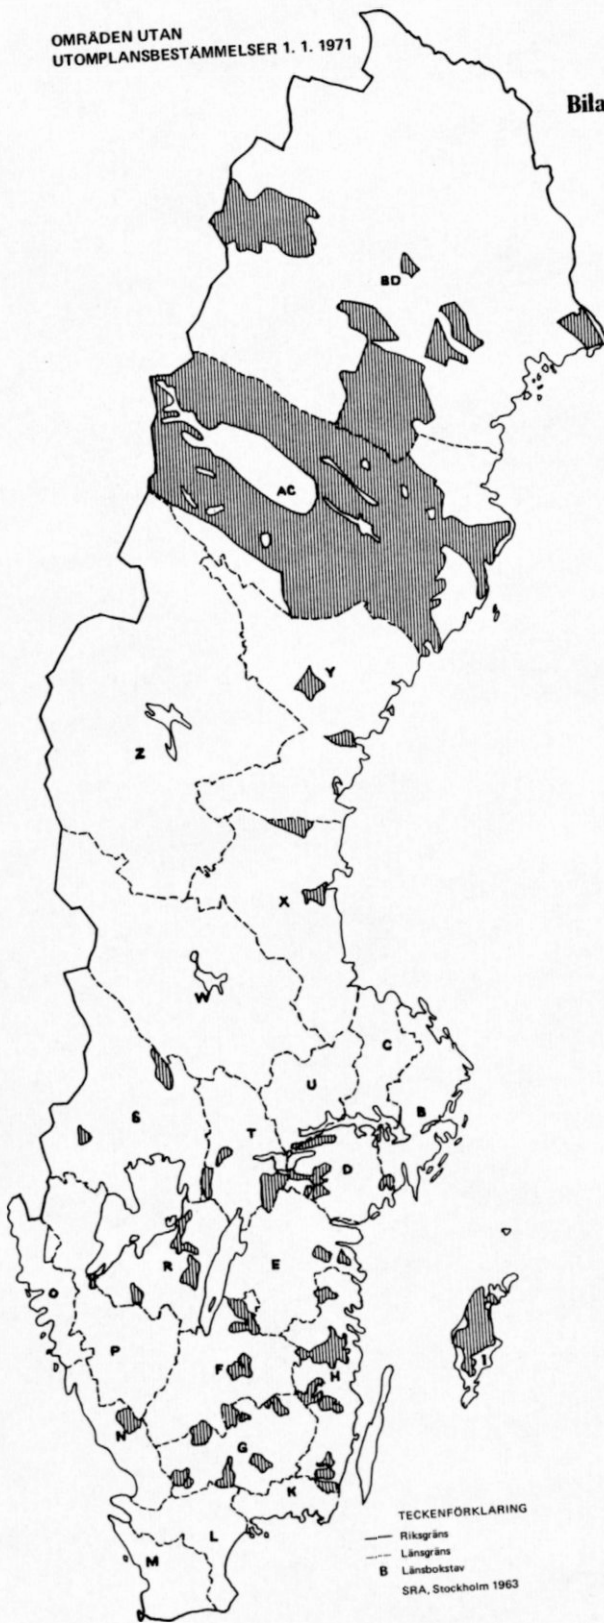 OMRÅDEN UTAN
UTOMPLANSBESTÄMMELSER 1. 1. 1971
Bila
BD
AC
Y
Z
X
W
C
U
S
B
T
D
R
E
O
P
F
H
I
N
G
K
L
M
TECKENFÖRKLARING
Riksgräns
Länsgräns
B Länsbokstav
SRA, Stockholm 1963